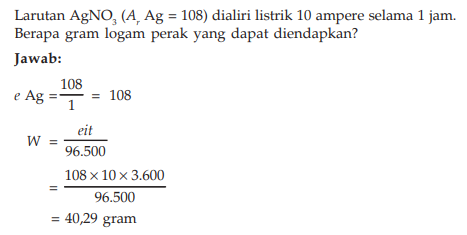 Larutan AgNO₃ (Aᵣ Ag = 108) dialiri listrik 10 ampere selama 1 jam.
Berapa gram logam perak yang dapat diendapkan?
Jawab:
e Ag = 108/1 = 108
W = eit/96.500
= 108 × 10 × 3.600/96.500
= 40,29 gram